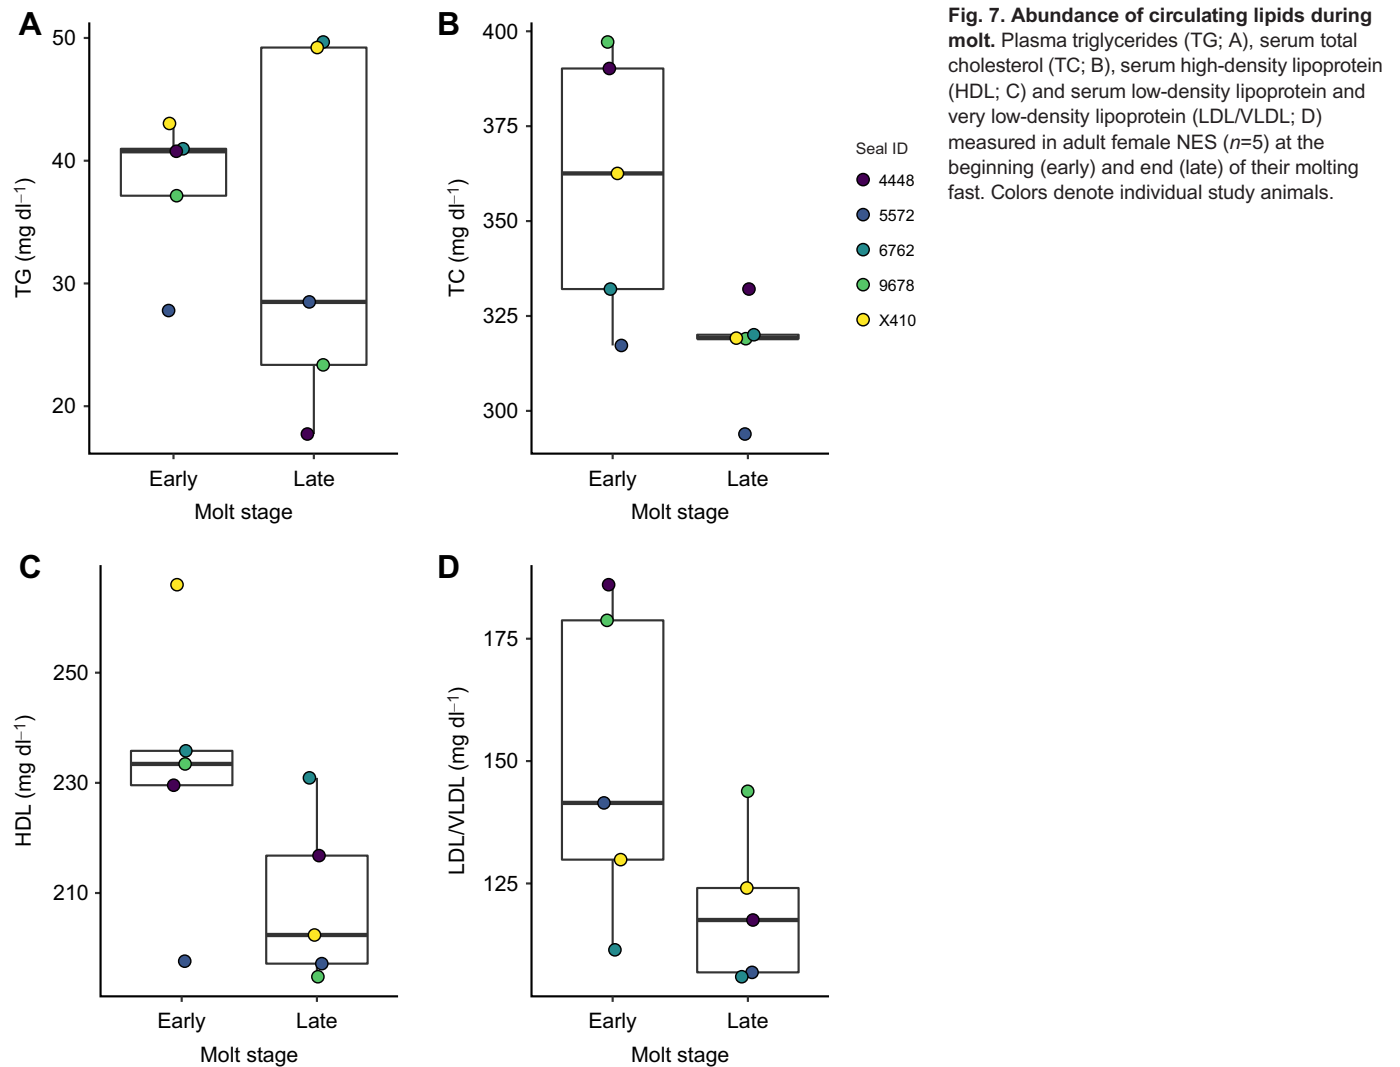 A
50
40
30
20
TG (mg dl−1)
Early
Late
Molt stage
B
400
375
350
325
300
TC (mg dl−1)
Early
Late
Molt stage
Seal ID
4448
5572
6762
9678
X410
Fig. 7. Abundance of circulating lipids during
molt. Plasma triglycerides (TG; A), serum total
cholesterol (TC; B), serum high-density lipoprotein
(HDL; C) and serum low-density lipoprotein and
very low-density lipoprotein (LDL/VLDL; D)
measured in adult female NES (n=5) at the
beginning (early) and end (late) of their molting
fast. Colors denote individual study animals.
C
250
230
210
HDL (mg dl−1)
Early
Late
Molt stage
D
175
150
125
LDL/VLDL (mg dl−1)
Early
Late
Molt stage